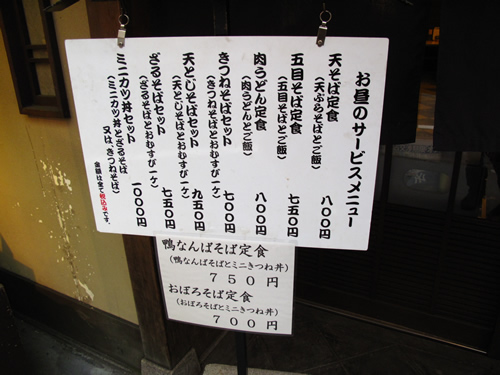 お昼のサービスメニュー
天そば定食
(天ぷらそばとご飯)
八〇〇円
五目そば定食
(五目そばとご飯)
七五〇円
肉うどん定食
(肉うどんとご飯)
八〇〇円
きつねそばセット
(きつねそばとおむすび一ケ)
七〇〇円
天とじそばセット
(天とじそばとおむすび一ケ)
九五〇円
ざるそばセット
(ざるそばとおむすび一ケ)
七五〇円
ミニカツ丼セット
(ミニカツ丼とざるそば
又は、きつねそば)
一〇〇〇円
金額は全て税込みです。
鴨なんばそば定食
(鴨なんばそばとミニきつね丼)
７５０円
おぼろそば定食
(おぼろそばとミニきつね丼)
７００円